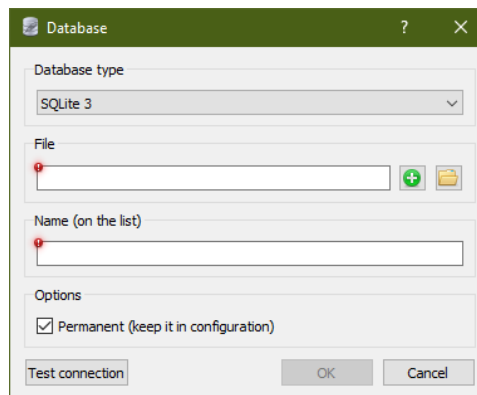 Database ?
Database type
SQLite 3
File
Name (on the list)
Options
Permanent (keep it in configuration)
Test connection OK Cancel